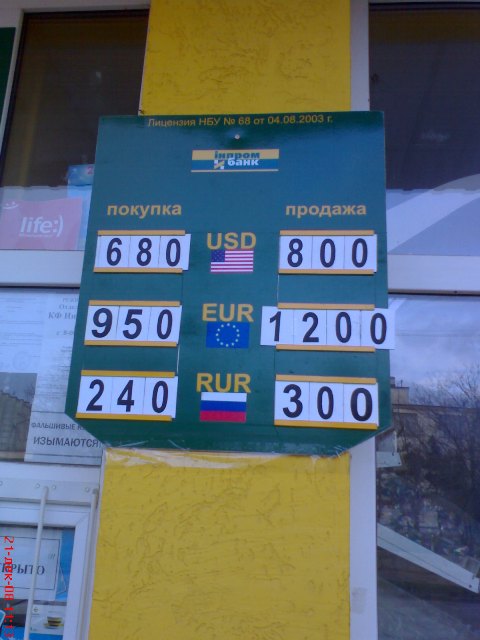 Лицензия НБУ № 68 от 04.08.2003 г.
інпром
банк
покупка продажа
life:)
680 USD 800
950 EUR 1200
240 RUR 300
ФАЛЬШИВЫЕ
ИЗЫМАЮТСЯ